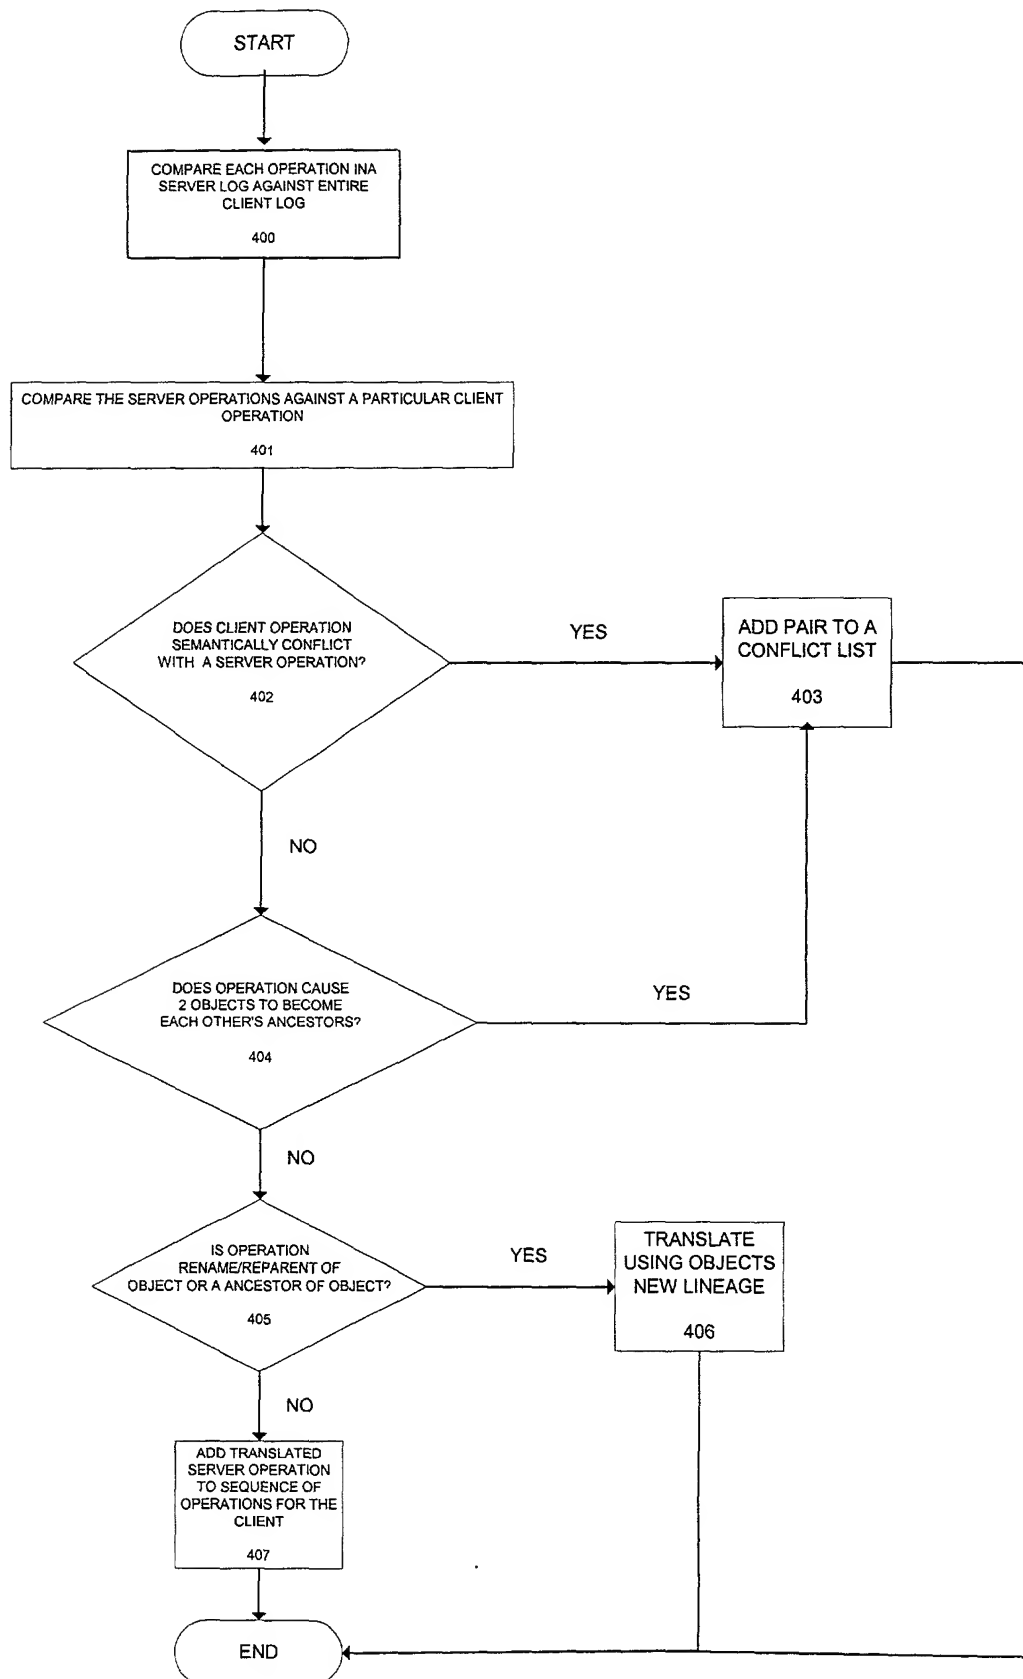 START
COMPARE EACH OPERATION INA
SERVER LOG AGAINST ENTIRE
CLIENT LOG
400
COMPARE THE SERVER OPERATIONS AGAINST A PARTICULAR CLIENT
OPERATION
401
DOES CLIENT OPERATION
SEMANTICALLY CONFLICT
WITH A SERVER OPERATION?
402
YES
ADD PAIR TO A
CONFLICT LIST
403
NO
DOES OPERATION CAUSE
2 OBJECTS TO BECOME
EACH OTHER'S ANCESTORS?
404
YES
NO
IS OPERATION
RENAME/REPARENT OF
OBJECT OR A ANCESTOR OF OBJECT?
405
YES
TRANSLATE
USING OBJECTS
NEW LINEAGE
406
NO
ADD TRANSLATED
SERVER OPERATION
TO SEQUENCE OF
OPERATIONS FOR THE
CLIENT
407
END